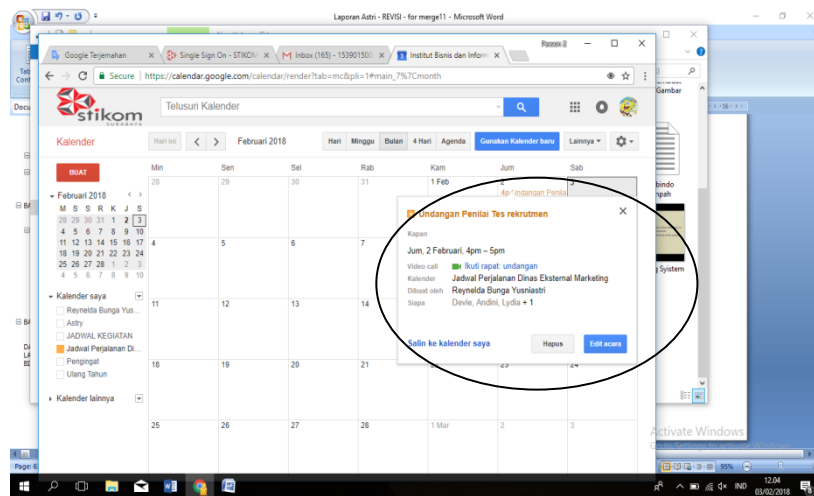 Laporan Astri - REVISI - for merge11 - Microsoft Word
Google Terjemahan
Single Sign On - STIKOM
Inbox (165) - 15390150
Institut Bisnis dan Inform
Secure
https://calendar.google.com/calendar/render?tab=mc&pli=1#main_7%7Cmonth
Gambar
stikom
SURABAYA
Telusuri Kalender
Kalender
Hari ini
Februari 2018
Hari
Minggu
Bulan
4 Hari
Agenda
Gunakan Kalender baru
Lainnya
BUAT
Min
Sen
Sel
Rab
Kam
Jum
Sab
28
29
30
31
1 Feb
2
3
4p Undangan Penila
Februari 2018
M S S R K J S
28 29 30 31 1 2 3
4 5 6 7 8 9 10
11 12 13 14 15 16 17
18 19 20 21 22 23 24
25 26 27 28 1 2 3
4 5 6 7 8 9 10
4
5
6
7
Undangan Penilai Tes rekrutmen
Kapan
Jum, 2 Februari, 4pm – 5pm
Video call Ikuti rapat: undangan
Kalender Jadwal Perjalanan Dinas Eksternal Marketing
Dibuat oleh Reynelda Bunga Yusniastri
Siapa Devie, Andini, Lydia + 1
Salin ke kalender saya
Hapus
Edit acara
Kalender saya
Reynelda Bunga Yus...
Astry
JADWAL KEGIATAN
Jadwal Perjalanan Di...
Pengingat
Ulang Tahun
Kalender lainnya
11
12
13
14
18
19
20
21
22
23
24
25
26
27
28
1 Mar
2
3
Activate Windows
Go to Settings to activate Windows.
95%
IND
12.04
03/02/2018